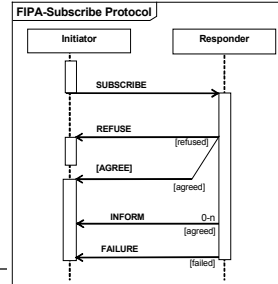 FIPA-Subscribe Protocol
Initiator Responder
SUBSCRIBE
REFUSE
[refused]
[AGREE]
[agreed]
INFORM 0-n
[agreed]
FAILURE
[failed]